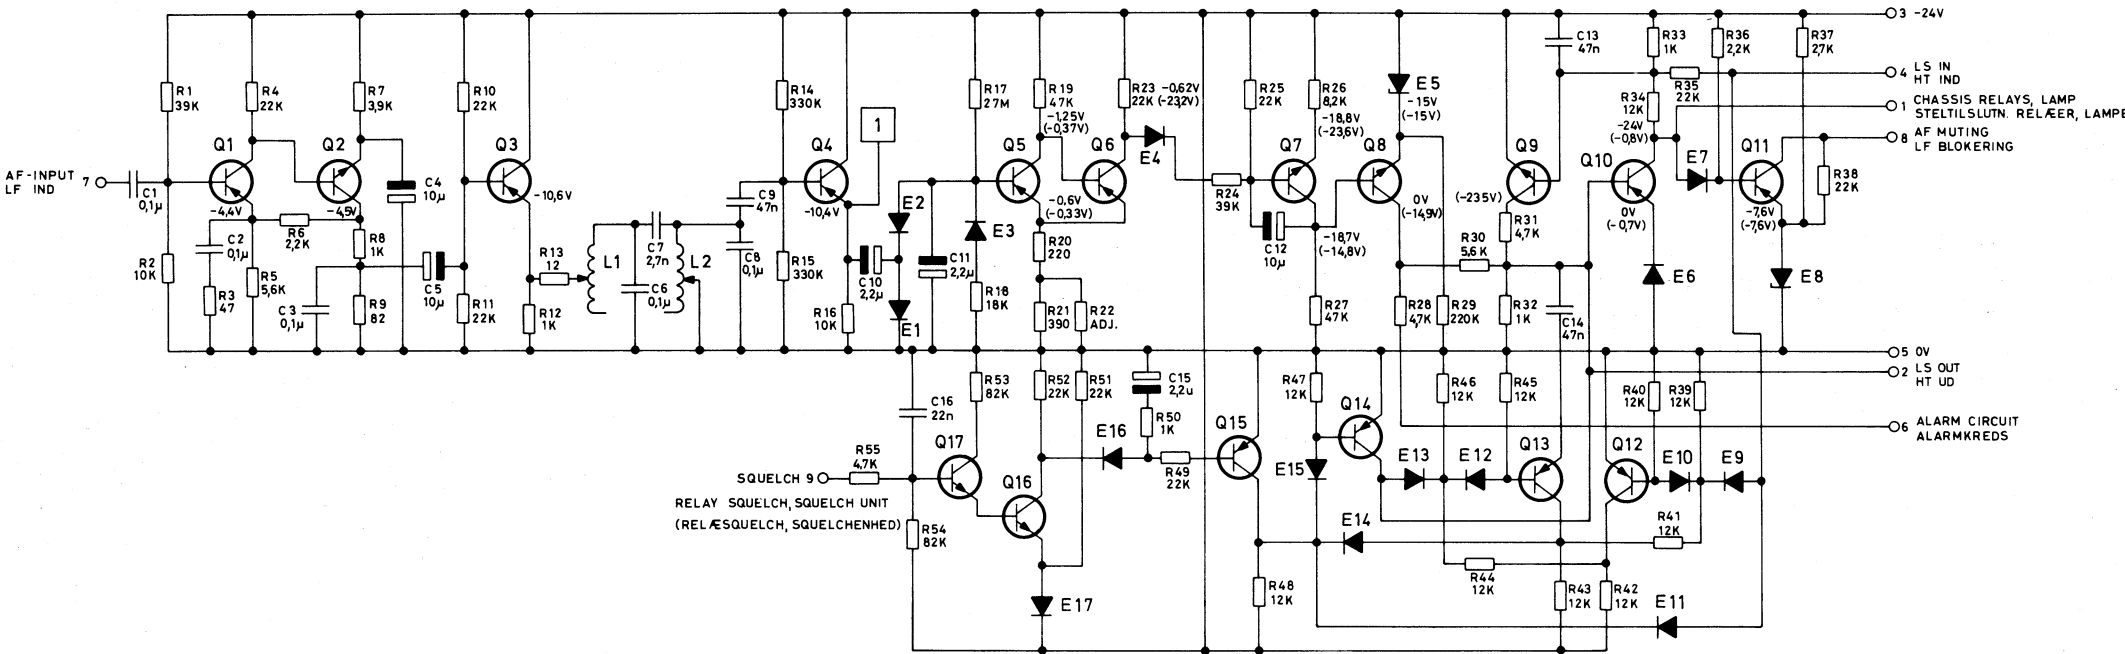 3 -24V
R1
39K
R4
22K
R7
3,9K
R10
22K
R14
330K
1
R17
27M
R19
47K
-1,25V
(-0,37V)
R23
22K
-0,62V
(-23,2V)
R25
22K
R26
8,2K
-18,8V
(-23,6V)
E5
-15V
(-15V)
C13
47n
R33
1K
R36
2,2K
R37
27K
4 LS IN
HT IND
R35
22K
R34
12K
-24V
(-0,8V)
1 CHASSIS RELAYS, LAMP
STELTILSLUTN. RELÆER, LAMPE
8 AF MUTING
LF BLOKERING
Q1
Q2
Q3
Q4
Q5
Q6
E4
Q7
Q8
Q9
Q10
E7
Q11
AF-INPUT
LF IND
7
C1
0,1µ
-4,4V
-4,5V
C4
10µ
-10,6V
C9
47n
-10,4V
E2
-0,6V
(-0,33V)
R24
39K
0V
(-14,9V)
(-23,5V)
0V
(-0,7V)
-7,6V
(-7,6V)
R38
22K
R2
10K
C2
0,1µ
R3
47
R6
2,2K
R5
5,6K
C3
0,1µ
R8
1K
R9
82
C5
10µ
R11
22K
R13
12
R12
1K
L1
C7
2,7n
L2
C6
0,1µ
C8
0,1µ
R15
330K
R16
10K
C10
2,2µ
E1
C11
2,2µ
E3
R18
18K
R20
220
R21
390
R22
ADJ.
C12
10µ
-18,7V
(-14,8V)
R27
47K
R28
4,7K
R29
220K
R30
5,6K
R31
4,7K
R32
1K
C14
47n
E6
E8
5 0V
2 LS OUT
HT UD
6 ALARM CIRCUIT
ALARMKREDS
C16
22n
R53
82K
R52
22K
R51
22K
C15
2,2u
R50
1K
R47
12K
Q14
R46
12K
R45
12K
R40
12K
R39
12K
Q17
R55
4,7K
SQUELCH 9
RELAY SQUELCH, SQUELCH UNIT
(RELÆSQUELCH, SQUELCHENHED)
R54
82K
Q16
E16
R49
22K
Q15
E15
E13
E12
Q13
Q12
E10
E9
E14
R41
12K
E17
R48
12K
R44
12K
R43
12K
R42
12K
E11